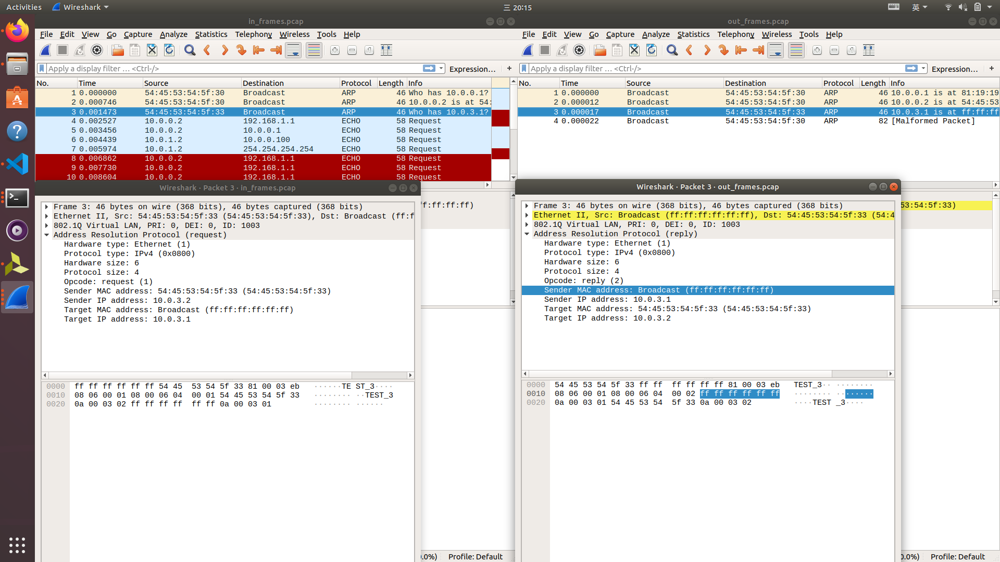 Activities Wireshark 三 20:15 英
in_frames.pcap
File Edit View Go Capture Analyze Statistics Telephony Wireless Tools Help
Apply a display filter … <Ctrl-/> Expression… +
No. Time Source Destination Protocol Length Info
1 0.000000 54:45:53:54:5f:30 Broadcast ARP 46 Who has 10.0.0.1?
2 0.000746 54:45:53:54:5f:30 Broadcast ARP 46 10.0.0.2 is at 54:
3 0.001473 54:45:53:54:5f:33 Broadcast ARP 46 Who has 10.0.3.1?
4 0.002527 10.0.0.2 192.168.1.1 ECHO 58 Request
5 0.003456 10.0.0.2 10.0.0.1 ECHO 58 Request
6 0.004439 10.0.1.2 10.0.0.100 ECHO 58 Request
7 0.005974 10.0.1.2 254.254.254.254 ECHO 58 Request
8 0.006862 10.0.0.2 192.168.1.1 ECHO 58 Request
9 0.007730 10.0.0.2 192.168.1.1 ECHO 58 Request
10 0.008604 10.0.0.2 192.168.1.1 ECHO 58 Request
out_frames.pcap
File Edit View Go Capture Analyze Statistics Telephony Wireless Tools Help
Apply a display filter … <Ctrl-/> Expression… +
No. Time Source Destination Protocol Length Info
1 0.000000 Broadcast 54:45:53:54:5f:30 ARP 46 10.0.0.1 is at 81:19:19
2 0.000012 Broadcast 54:45:53:54:5f:30 ARP 46 10.0.0.2 is at 54:45:53
3 0.000017 Broadcast 54:45:53:54:5f:33 ARP 46 10.0.3.1 is at ff:ff:ff
4 0.000022 Broadcast 54:45:53:54:5f:30 ARP 82 [Malformed Packet]
Wireshark · Packet 3 · in_frames.pcap
Frame 3: 46 bytes on wire (368 bits), 46 bytes captured (368 bits)
Ethernet II, Src: 54:45:53:54:5f:33 (54:45:53:54:5f:33), Dst: Broadcast (ff:f
802.1Q Virtual LAN, PRI: 0, DEI: 0, ID: 1003
Address Resolution Protocol (request)
Hardware type: Ethernet (1)
Protocol type: IPv4 (0x0800)
Hardware size: 6
Protocol size: 4
Opcode: request (1)
Sender MAC address: 54:45:53:54:5f:33 (54:45:53:54:5f:33)
Sender IP address: 10.0.3.2
Target MAC address: Broadcast (ff:ff:ff:ff:ff:ff)
Target IP address: 10.0.3.1
0000 ff ff ff ff ff ff 54 45 53 54 5f 33 81 00 03 eb ······TE ST_3····
0010 08 06 00 01 08 00 06 04 00 01 54 45 53 54 5f 33 ········ ··TEST_3
0020 0a 00 03 02 ff ff ff ff ff ff 0a 00 03 01 ········ ······
ff:ff:ff:ff:ff)
.0%) Profile: Default
Wireshark · Packet 3 · out_frames.pcap
Frame 3: 46 bytes on wire (368 bits), 46 bytes captured (368 bits)
Ethernet II, Src: Broadcast (ff:ff:ff:ff:ff:ff), Dst: 54:45:53:54:5f:33 (54:4
802.1Q Virtual LAN, PRI: 0, DEI: 0, ID: 1003
Address Resolution Protocol (reply)
Hardware type: Ethernet (1)
Protocol type: IPv4 (0x0800)
Hardware size: 6
Protocol size: 4
Opcode: reply (2)
Sender MAC address: Broadcast (ff:ff:ff:ff:ff:ff)
Sender IP address: 10.0.3.1
Target MAC address: 54:45:53:54:5f:33 (54:45:53:54:5f:33)
Target IP address: 10.0.3.2
0000 54 45 53 54 5f 33 ff ff ff ff ff ff 81 00 03 eb TEST_3·· ········
0010 08 06 00 01 08 00 06 04 00 02 ff ff ff ff ff ff ········ ········
0020 0a 00 03 01 54 45 53 54 5f 33 0a 00 03 02 ····TEST _3····
53:54:5f:33)
0.0%) Profile: Default